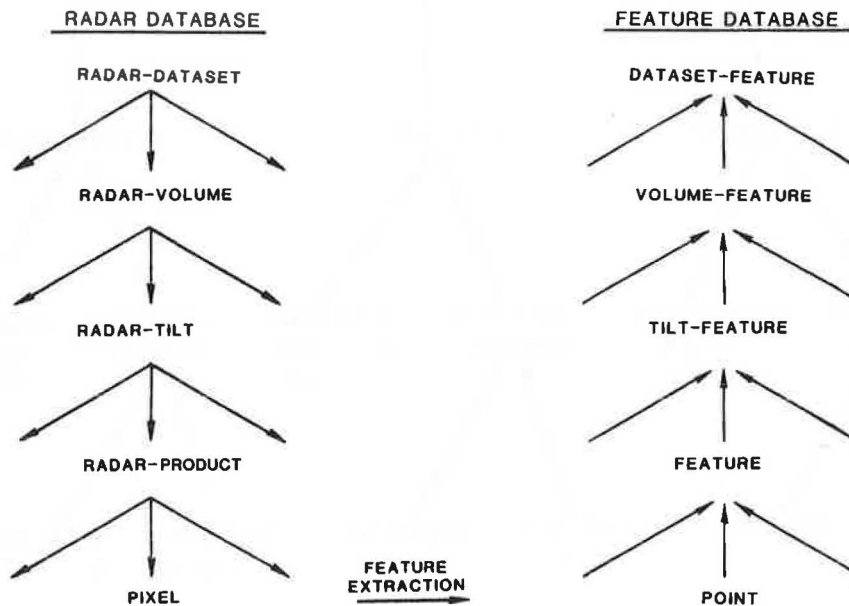 RADAR DATABASE
RADAR-DATASET
RADAR-VOLUME
RADAR-TILT
RADAR-PRODUCT
PIXEL
FEATURE
EXTRACTION
FEATURE DATABASE
DATASET-FEATURE
VOLUME-FEATURE
TILT-FEATURE
FEATURE
POINT